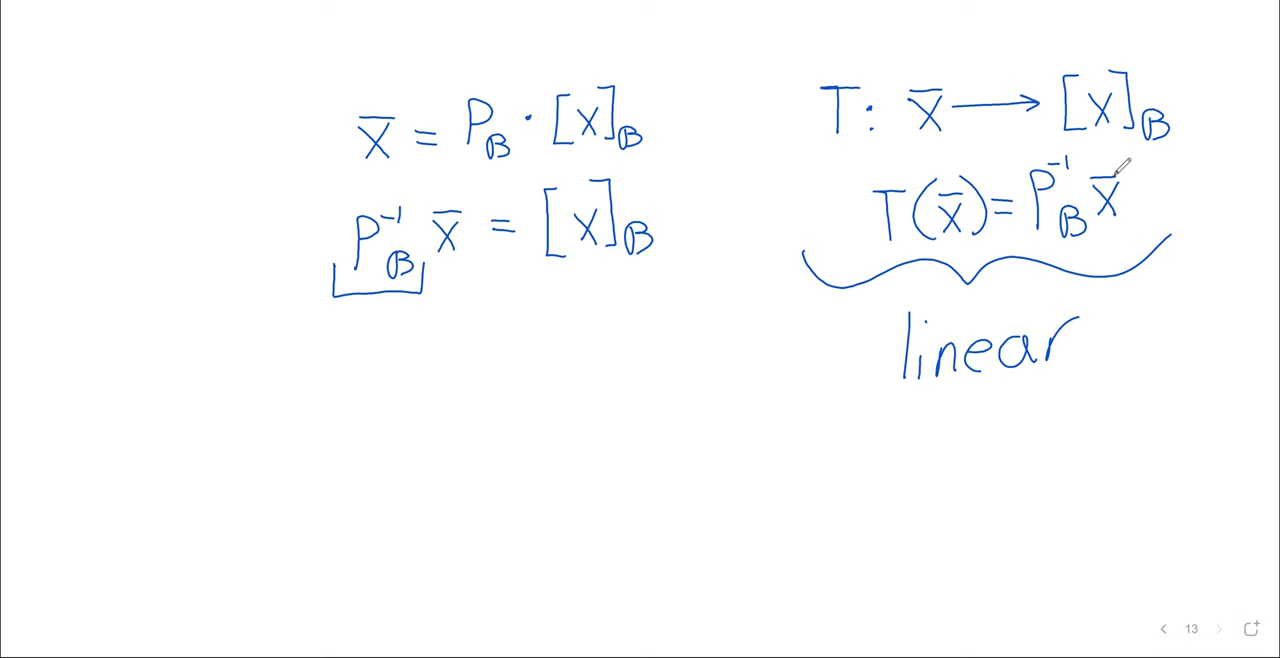 x̄ = P_B · [x]_B
P_B⁻¹ x̄ = [x]_B
T: x̄ ⟶ [x]_B
T(x̄) = P_B⁻¹ x̄
linear
13